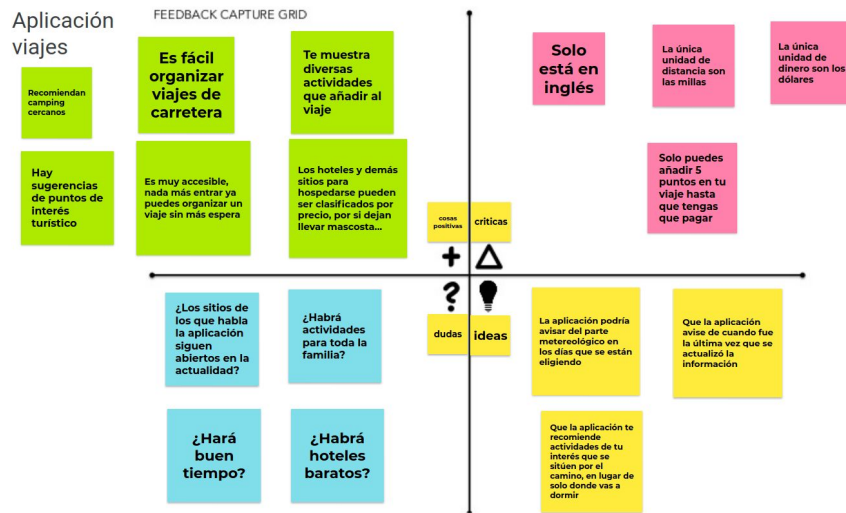 Aplicación
viajes
FEEDBACK CAPTURE GRID
Recomiendan
camping
cercanos
Es fácil
organizar
viajes de
carretera
Te muestra
diversas
actividades
que añadir al
viaje
Hay
sugerencias
de puntos de
interés
turístico
Es muy accesible,
nada más entrar ya
puedes organizar un
viaje sin más espera
Los hoteles y demás
sitios para
hospedarse pueden
ser clasificados por
precio, por si dejan
llevar mascosta...
cosas
positivas
criticas
+
Solo
está en
inglés
La única
unidad de
distancia son
las millas
La única
unidad de
dinero son los
dólares
Solo puedes
añadir 5
puntos en tu
viaje hasta
que tengas
que pagar
?
dudas
ideas
¿Los sitios de
los que habla
la aplicación
siguen
abiertos en la
actualidad?
¿Habrá
actividades
para toda la
familia?
¿Hará
buen
tiempo?
¿Habrá
hoteles
baratos?
La aplicación podría
avisar del parte
metereológico en
los días que se están
eligiendo
Que la aplicación
avise de cuando fue
la última vez que se
actualizó la
información
Que la aplicación te
recomiende
actividades de tu
interés que se
sitúen por el
camino, en lugar de
solo donde vas a
dormir